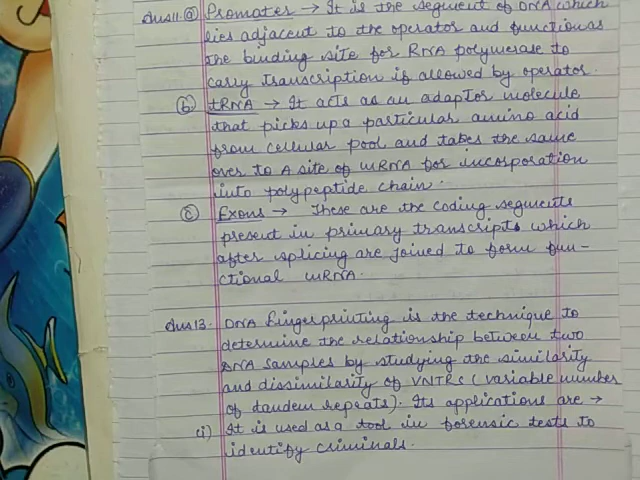 Ans11. (a) Promoter → It is the segment of DNA which
lies adjacent to the operator and functions as
the binding site for RNA polymerase to
carry transcription if allowed by operator.
(b) tRNA → It acts as an adaptor molecule
that picks up a particular amino acid
from cellular pool and takes the same
over to A site of mRNA for incorporation
into polypeptide chain.
(c) Exons → These are the coding segments
present in primary transcripts which
after splicing are joined to form fun-
ctional mRNA.
Ans13. DNA fingerprinting is the technique to
determine the relationship between two
DNA samples by studying the similarity
and dissimilarity of VNTRs (variable number
of tandem repeats). Its applications are →
(i) It is used as a tool in forensic tests to
identify criminals.